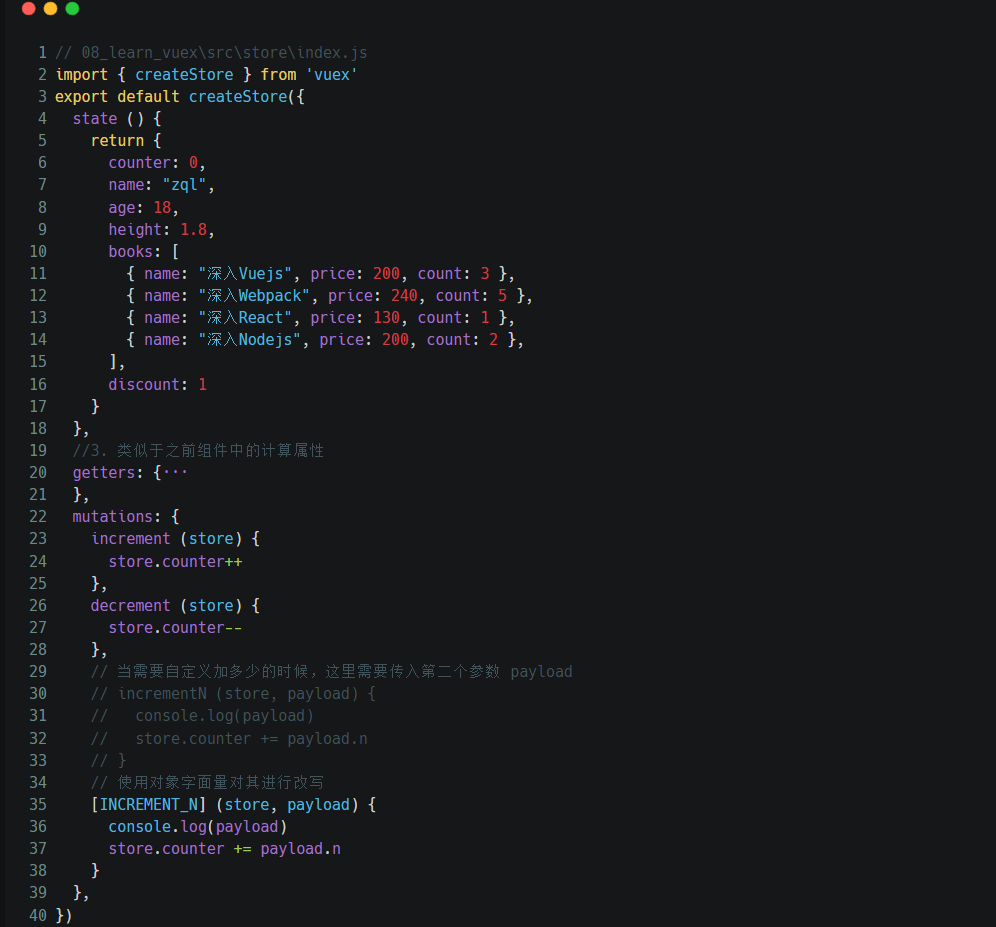 1 // 08_learn_vuex\src\store\index.js
2 import { createStore } from 'vuex'
3 export default createStore({
4   state () {
5     return {
6       counter: 0,
7       name: "zql",
8       age: 18,
9       height: 1.8,
10       books: [
11         { name: "深入Vuejs", price: 200, count: 3 },
12         { name: "深入Webpack", price: 240, count: 5 },
13         { name: "深入React", price: 130, count: 1 },
14         { name: "深入Nodejs", price: 200, count: 2 },
15       ],
16       discount: 1
17     }
18   },
19   //3. 类似于之前组件中的计算属性
20   getters: {···
21   },
22   mutations: {
23     increment (store) {
24       store.counter++
25     },
26     decrement (store) {
27       store.counter--
28     },
29     // 当需要自定义加多少的时候，这里需要传入第二个参数 payload
30     // incrementN (store, payload) {
31     //   console.log(payload)
32     //   store.counter += payload.n
33     // }
34     // 使用对象字面量对其进行改写
35     [INCREMENT_N] (store, payload) {
36       console.log(payload)
37       store.counter += payload.n
38     }
39   },
40 })